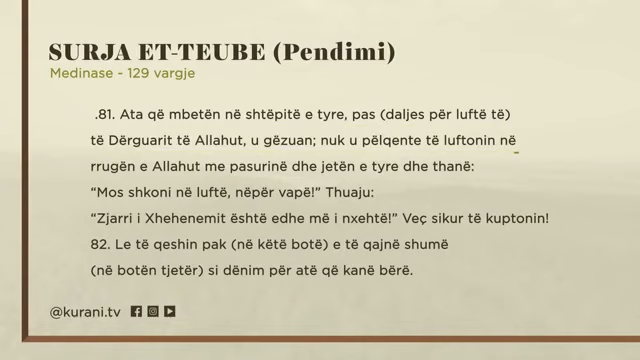 SURJA ET-TEUBE (Pendimi)
Medinase - 129 vargje
.81. Ata që mbetën në shtëpitë e tyre, pas (daljes për luftë të)
të Dërguarit të Allahut, u gëzuan; nuk u pëlqente të luftonin në
rrugën e Allahut me pasurinë dhe jetën e tyre dhe thanë:
“Mos shkoni në luftë, nëpër vapë!” Thuaju:
“Zjarri i Xhehenemit është edhe më i nxehtë!” Veç sikur të kuptonin!
82. Le të qeshin pak (në këtë botë) e të qajnë shumë
(në botën tjetër) si dënim për atë që kanë bërë.
@kurani.tv